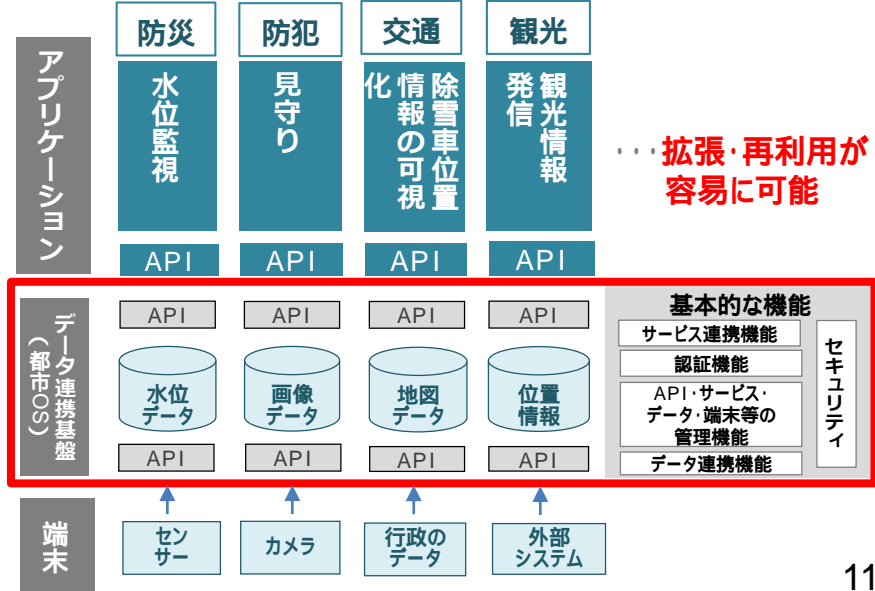 防災
防犯
交通
観光
アプリケーション
水位監視
見守り
除雪車位置
情報の可視
化
観光情報
発信
・・・拡張・再利用が
容易に可能
API
API
API
API
データ連携基盤
(都市OS)
API
API
API
API
水位
データ
画像
データ
地図
データ
位置
情報
API
API
API
API
基本的な機能
サービス連携機能
認証機能
API・サービス・
データ・端末等の
管理機能
データ連携機能
セキュリティ
端末
セン
サー
カメラ
行政の
データ
外部
システム
11